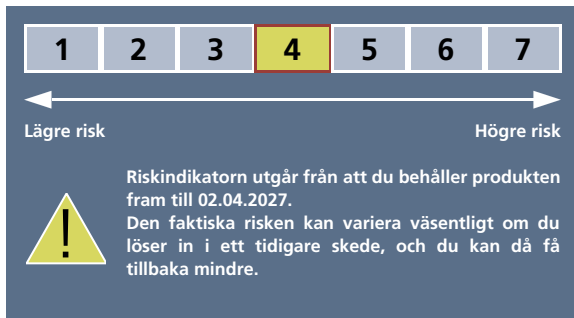 1 2 3 4 5 6 7
Lägre risk Högre risk
Riskindikatorn utgår från att du behåller produkten
fram till 02.04.2027.
Den faktiska risken kan variera väsentligt om du
löser in i ett tidigare skede, och du kan då få
tillbaka mindre.